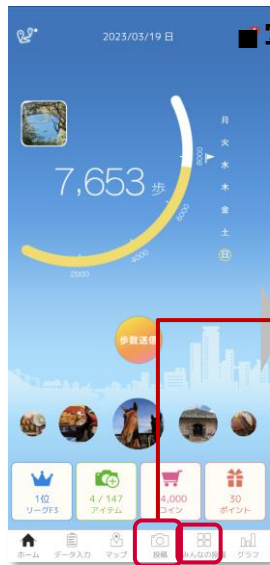 2023/03/19 日
月
火
水
木
金
土
日
7,653 歩
8000
6000
4000
2000
歩数送信
1位
リーグF3
4 / 147
アイテム
4,000
コイン
30
ポイント
ホーム
データ入力
マップ
投稿
みんなの投稿
グラフ